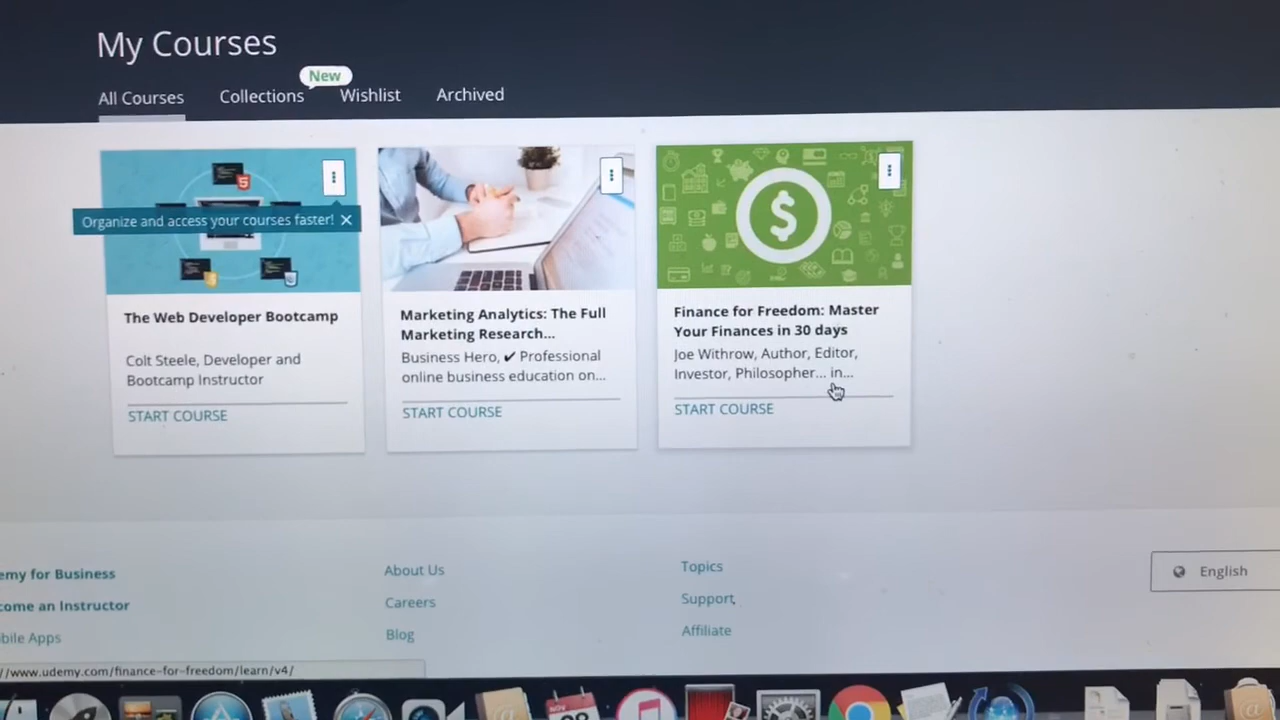 My Courses
New
All Courses Collections Wishlist Archived
Organize and access your courses faster! ×
The Web Developer Bootcamp
Colt Steele, Developer and
Bootcamp Instructor
START COURSE
Marketing Analytics: The Full
Marketing Research...
Business Hero, ✔ Professional
online business education on...
START COURSE
$
Finance for Freedom: Master
Your Finances in 30 days
Joe Withrow, Author, Editor,
Investor, Philosopher... in...
START COURSE
emy for Business
come an Instructor
bile Apps
About Us
Careers
Blog
Topics
Support
Affiliate
English
//www.udemy.com/finance-for-freedom/learn/v4/
NOV